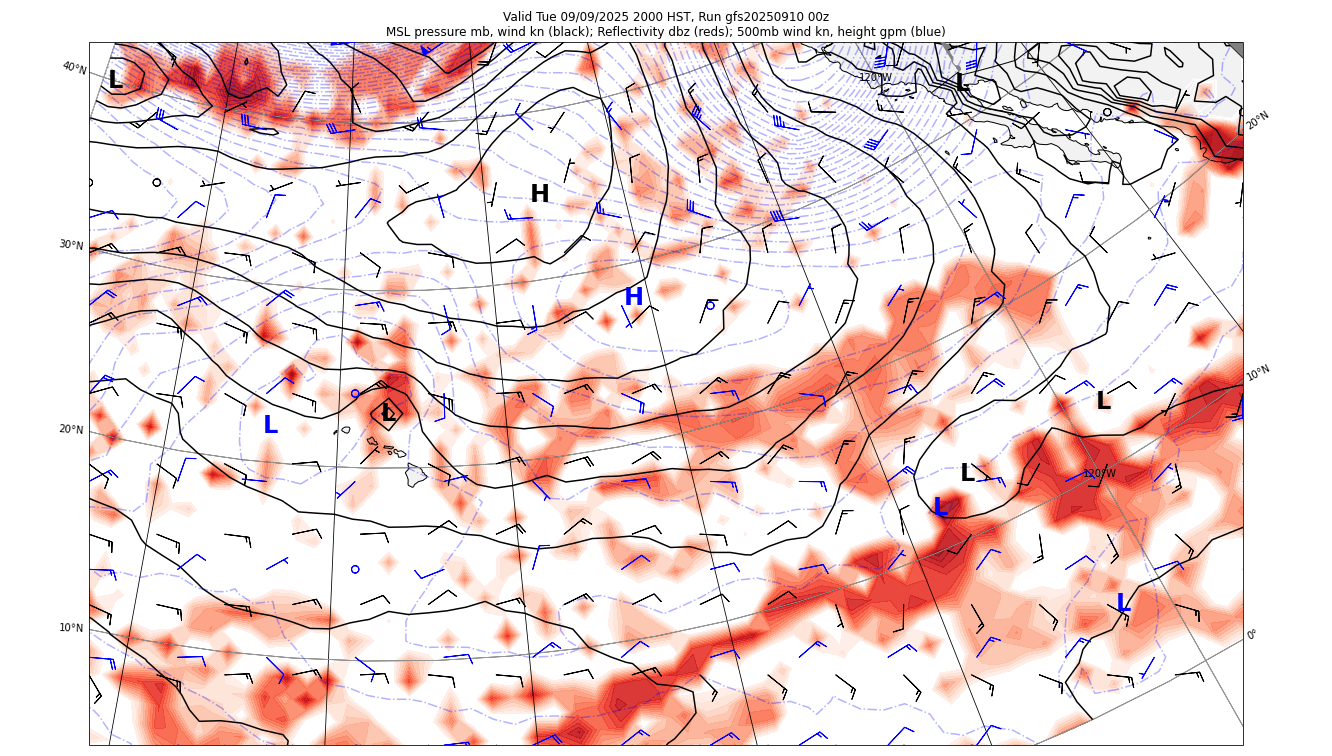 Valid Tue 09/09/2025 2000 HST, Run gfs20250910 00z
MSL pressure mb, wind kn (black); Reflectivity dbz (reds); 500mb wind kn, height gpm (blue)
40°N
L
120°W
L
20°N
H
30°N
H
10°N
L
L
L
20°N
L
120°W
L
L
L
10°N
0°